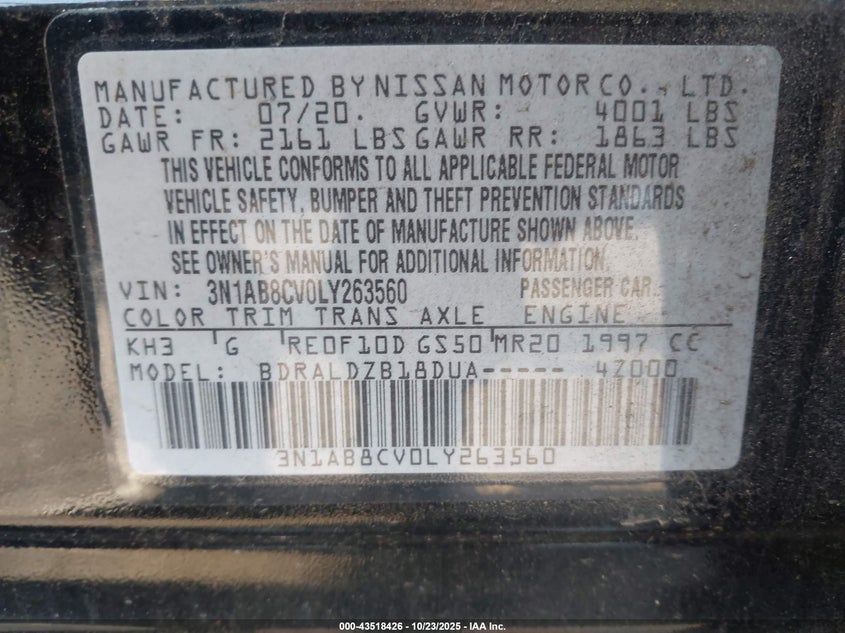 MANUFACTURED BY NISSAN MOTOR CO., LTD.
DATE: 07/20. GVWR: 4001 LBS
GAWR FR: 2161 LBS GAWR RR: 1863 LBS
THIS VEHICLE CONFORMS TO ALL APPLICABLE FEDERAL MOTOR
VEHICLE SAFETY, BUMPER AND THEFT PREVENTION STANDARDS
IN EFFECT ON THE DATE OF MANUFACTURE SHOWN ABOVE.
SEE OWNER'S MANUAL FOR ADDITIONAL INFORMATION.
VIN: 3N1AB8CV0LY263560 PASSENGER CAR
COLOR TRIM TRANS AXLE ENGINE
KH3 G RE0F10D GS50 MR20 1997 CC
MODEL: BDRALDZB18DUA----- 4Z000
3N1AB8CV0LY263560
000-43518426 - 10/23/2025 - IAA Inc.